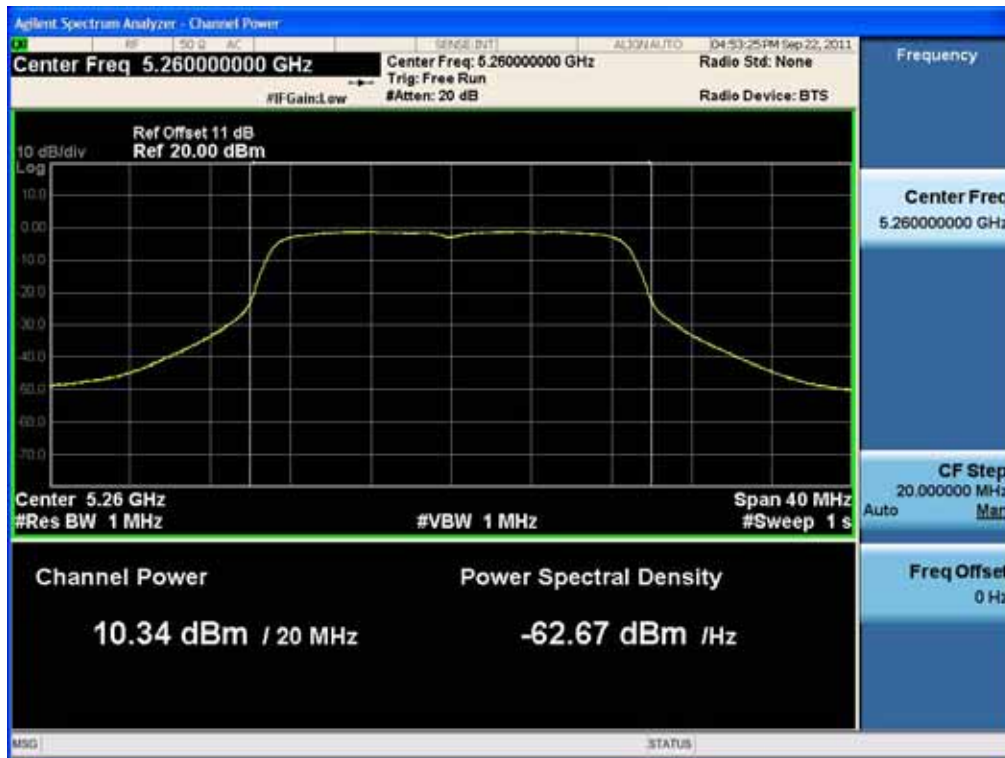 Agilent Spectrum Analyzer - Channel Power
RF 50 Ω AC SENSE:INT ALIGNAUTO 04:53:25PM Sep 22, 2011
Center Freq 5.260000000 GHz
Center Freq: 5.260000000 GHz
Radio Std: None
Trig: Free Run
#IFGain:Low
#Atten: 20 dB
Radio Device: BTS
Ref Offset 11 dB
10 dB/div Ref 20.00 dBm
Log
10.0
0.00
-10.0
-20.0
-30.0
-40.0
-50.0
-60.0
-70.0
Center 5.26 GHz
Span 40 MHz
#Res BW 1 MHz
#VBW 1 MHz
#Sweep 1 s
Channel Power
Power Spectral Density
10.34 dBm / 20 MHz
-62.67 dBm /Hz
MSG
STATUS
Frequency
Center Freq
5.260000000 GHz
CF Step
20.000000 MHz
Auto Man
Freq Offset
0 Hz